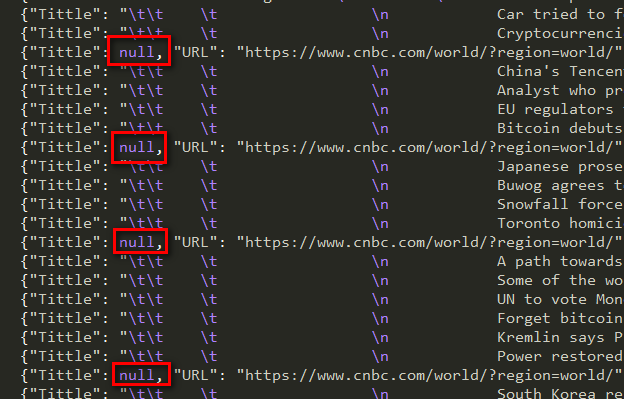 {"Tittle": "\t\t \t \n Car tried to f
{"Tittle": "\t\t \t \n Cryptocurrenci
{"Tittle": null, "URL": "https://www.cnbc.com/world/?region=world/"
{"Tittle": "\t\t \t \n China's Tencent
{"Tittle": "\t\t \t \n Analyst who pr
{"Tittle": "\t\t \t \n EU regulators
{"Tittle": "\t\t \t \n Bitcoin debuts
{"Tittle": null, "URL": "https://www.cnbc.com/world/?region=world/"
{"Tittle": "\t\t \t \n Japanese prose
{"Tittle": "\t\t \t \n Buwog agrees t
{"Tittle": "\t\t \t \n Snowfall force
{"Tittle": "\t\t \t \n Toronto homici
{"Tittle": null, "URL": "https://www.cnbc.com/world/?region=world/"
{"Tittle": "\t\t \t \n A path towards
{"Tittle": "\t\t \t \n Some of the wo
{"Tittle": "\t\t \t \n UN to vote Mon
{"Tittle": "\t\t \t \n Forget bitcoin
{"Tittle": "\t\t \t \n Kremlin says P
{"Tittle": "\t\t \t \n Power restored
{"Tittle": null, "URL": "https://www.cnbc.com/world/?region=world/"
{"Tittle": "\t\t \t \n South Korea re